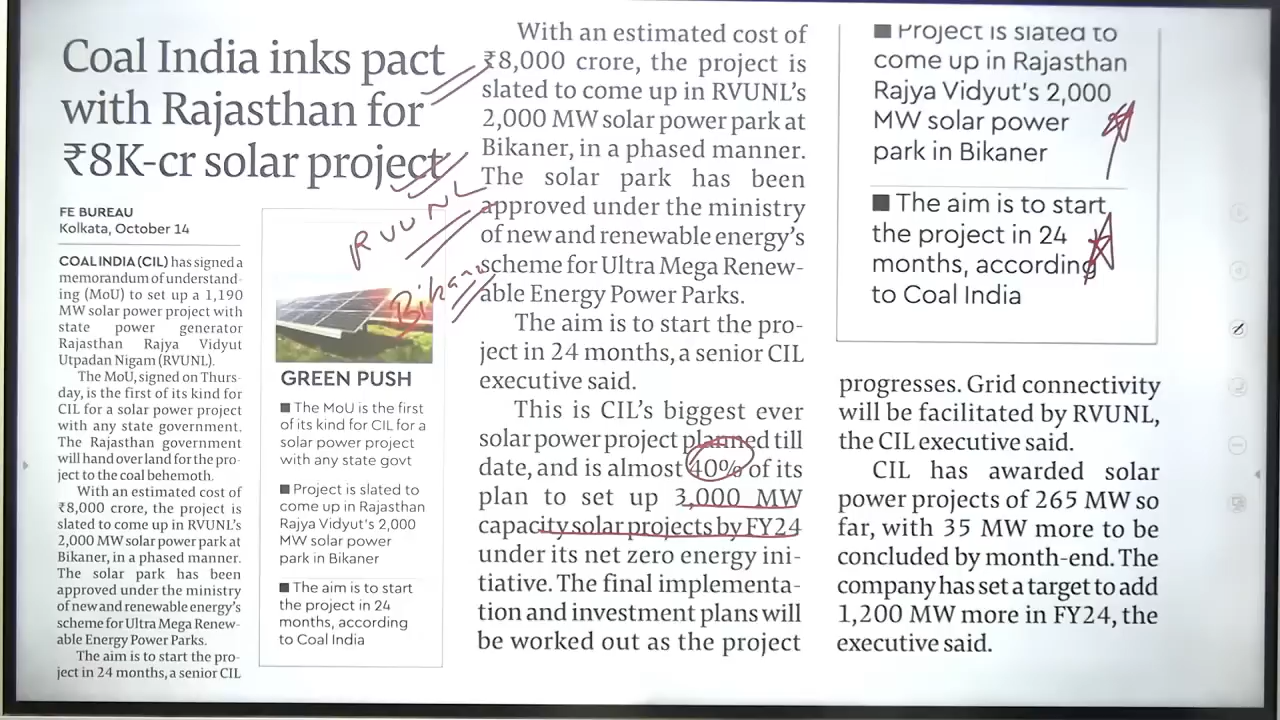 Coal India inks pact
with Rajasthan for
₹8K-cr solar project
FE BUREAU
Kolkata, October 14
COAL INDIA (CIL) has signed a
memorandum of understand-
ing (MoU) to set up a 1,190
MW solar power project with
state power generator
Rajasthan Rajya Vidyut
Utpadan Nigam (RVUNL).
The MoU, signed on Thurs-
day, is the first of its kind for
CIL for a solar power project
with any state government.
The Rajasthan government
will hand over land for the pro-
ject to the coal behemoth.
With an estimated cost of
₹8,000 crore, the project is
slated to come up in RVUNL's
2,000 MW solar power park at
Bikaner, in a phased manner.
The solar park has been
approved under the ministry
of new and renewable energy's
scheme for Ultra Mega Renew-
able Energy Power Parks.
The aim is to start the pro-
ject in 24 months, a senior CIL
RVUNL
Bikaner
GREEN PUSH
■ The MoU is the first
of its kind for CIL for a
solar power project
with any state govt
■ Project is slated to
come up in Rajasthan
Rajya Vidyut's 2,000
MW solar power
park in Bikaner
■ The aim is to start
the project in 24
months, according
to Coal India
With an estimated cost of
₹8,000 crore, the project is
slated to come up in RVUNL's
2,000 MW solar power park at
Bikaner, in a phased manner.
The solar park has been
approved under the ministry
of new and renewable energy's
scheme for Ultra Mega Renew-
able Energy Power Parks.
The aim is to start the pro-
ject in 24 months, a senior CIL
executive said.
This is CIL's biggest ever
solar power project planned till
date, and is almost 40% of its
plan to set up 3,000 MW
capacity solar projects by FY24
under its net zero energy ini-
tiative. The final implementa-
tion and investment plans will
be worked out as the project
■ Project is slated to
come up in Rajasthan
Rajya Vidyut's 2,000
MW solar power
park in Bikaner
■ The aim is to start
the project in 24
months, according
to Coal India
progresses. Grid connectivity
will be facilitated by RVUNL,
the CIL executive said.
CIL has awarded solar
power projects of 265 MW so
far, with 35 MW more to be
concluded by month-end. The
company has set a target to add
1,200 MW more in FY24, the
executive said.